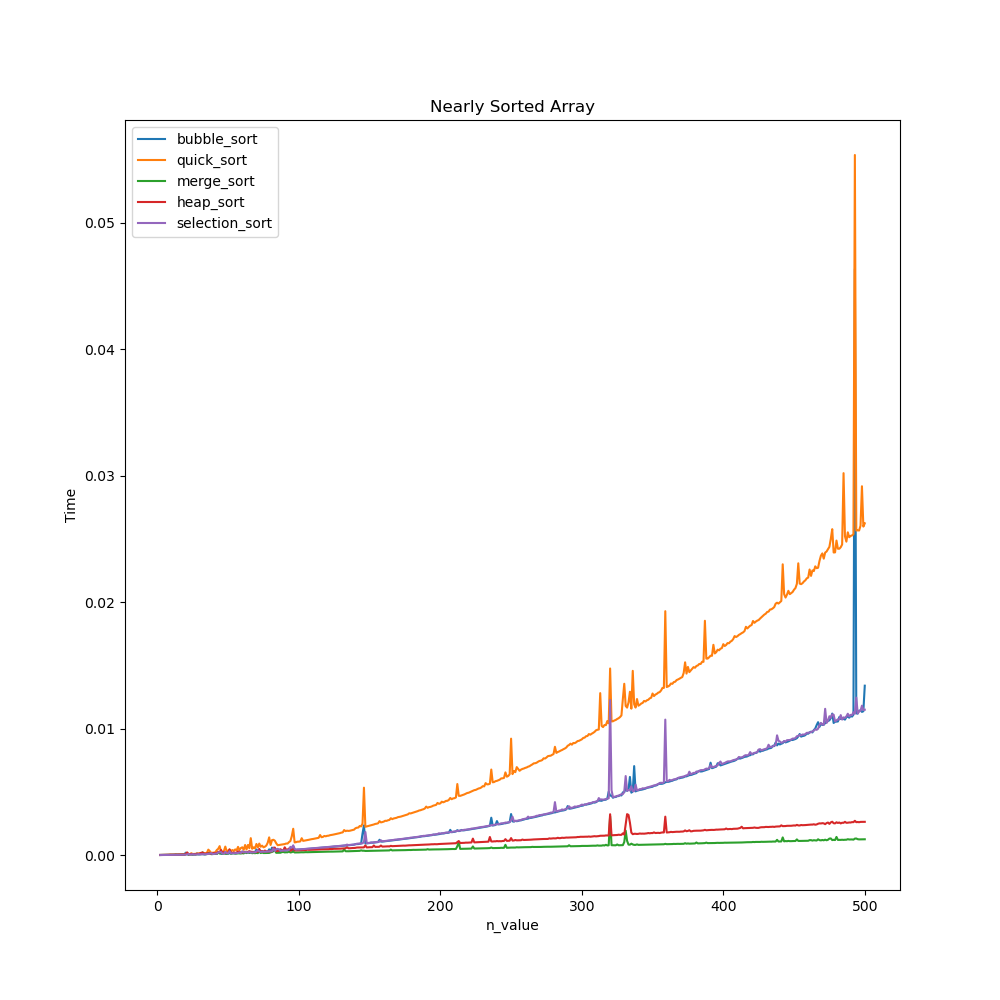 Nearly Sorted Array
bubble_sort
quick_sort
merge_sort
heap_sort
selection_sort
0.05
0.04
0.03
0.02
0.01
0.00
Time
0 100 200 300 400 500
n_value